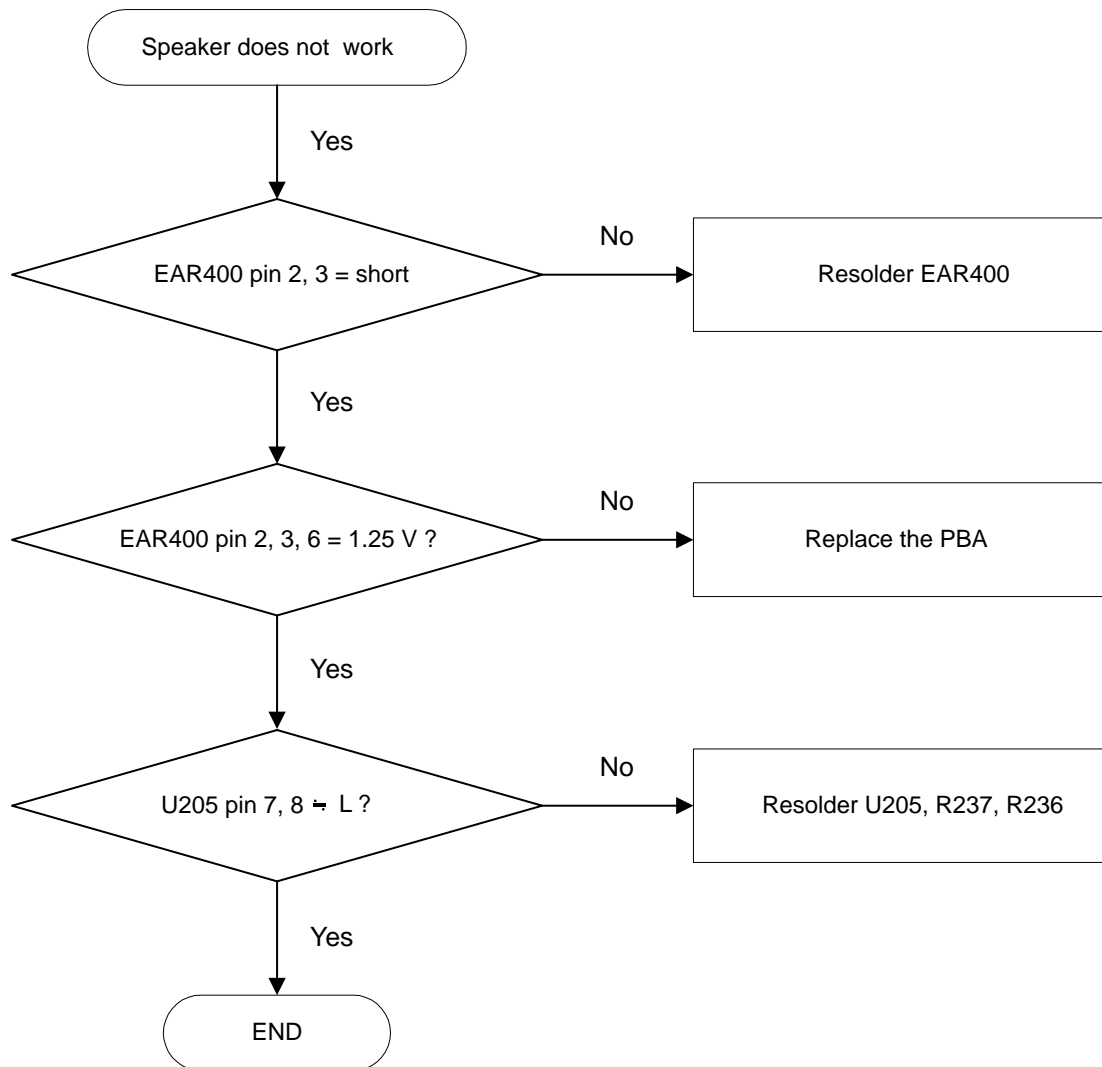 Speaker does not work
Yes
EAR400 pin 2, 3 = short
No
Resolder EAR400
Yes
EAR400 pin 2, 3, 6 = 1.25 V ?
No
Replace the PBA
Yes
U205 pin 7, 8 ≒ L ?
No
Resolder U205, R237, R236
Yes
END